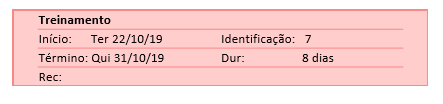 Treinamento
Início: Ter 22/10/19 Identificação: 7
Término: Qui 31/10/19 Dur: 8 dias
Rec: